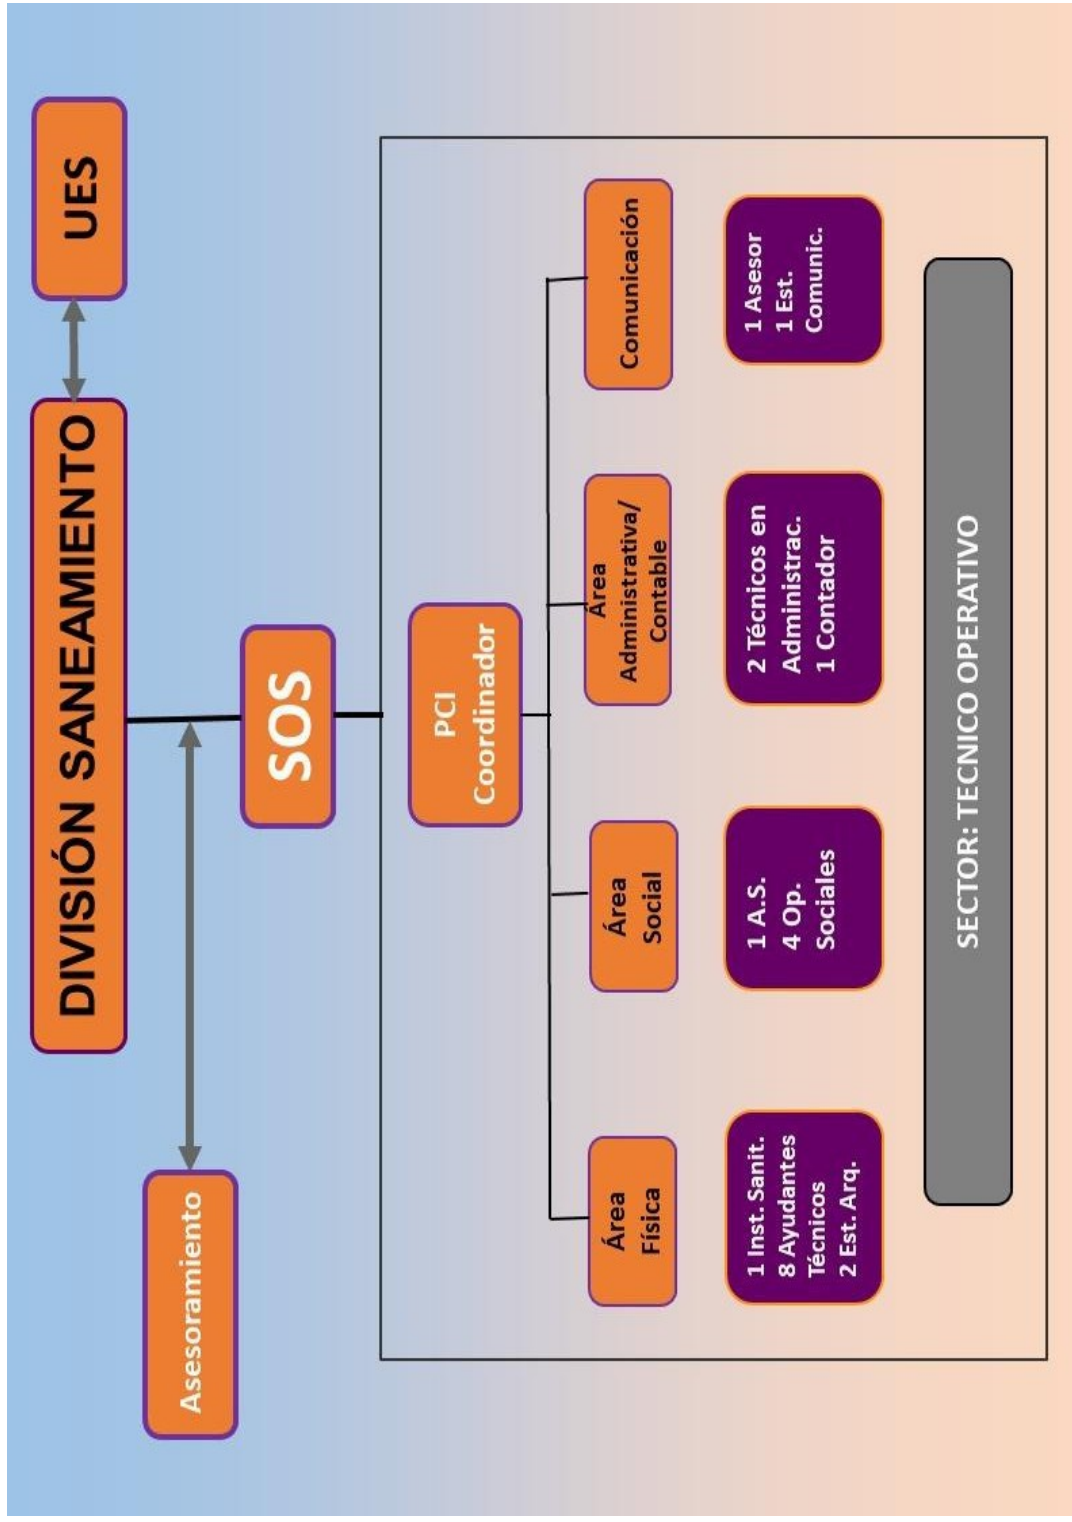 DIVISIÓN SANEAMIENTO
UES
Asesoramiento
SOS
PCI
Coordinador
Área
Física
Área
Social
Área
Administrativa/
Contable
Comunicación
1 Inst. Sanit.
8 Ayudantes
Técnicos
2 Est. Arq.
1 A.S.
4 Op.
Sociales
2 Técnicos en
Administrac.
1 Contador
1 Asesor
1 Est.
Comunic.
SECTOR: TECNICO OPERATIVO